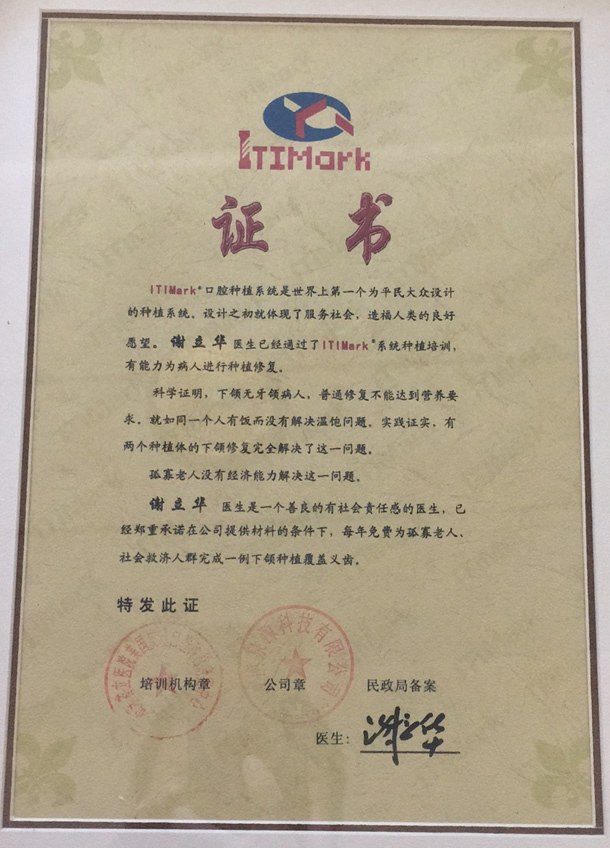 ITIMark
证书
ITIMark®口腔种植系统是世界上第一个为平民大众设计
的种植系统。设计之初就体现了服务社会,造福人类的良好
愿望。谢立华医生已经通过了ITIMark®系统种植培训,
有能力为病人进行种植修复。
科学证明,下颌无牙颌病人,普通修复不能达到营养要
求。就如同一个人有饭而没有解决温饱问题。实践证实,有
两个种植体的下颌修复完全解决了这一问题。
孤寡老人没有经济能力解决这一问题。
谢立华 医生是一个善良的有社会责任感的医生,已
经郑重承诺在公司提供材料的条件下,每年免费为孤寡老人、
社会救济人群完成一例下颌种植覆盖义齿。
特发此证
科技有限公司
培训机构章 公司章 民政局备案
医生: 谢立华